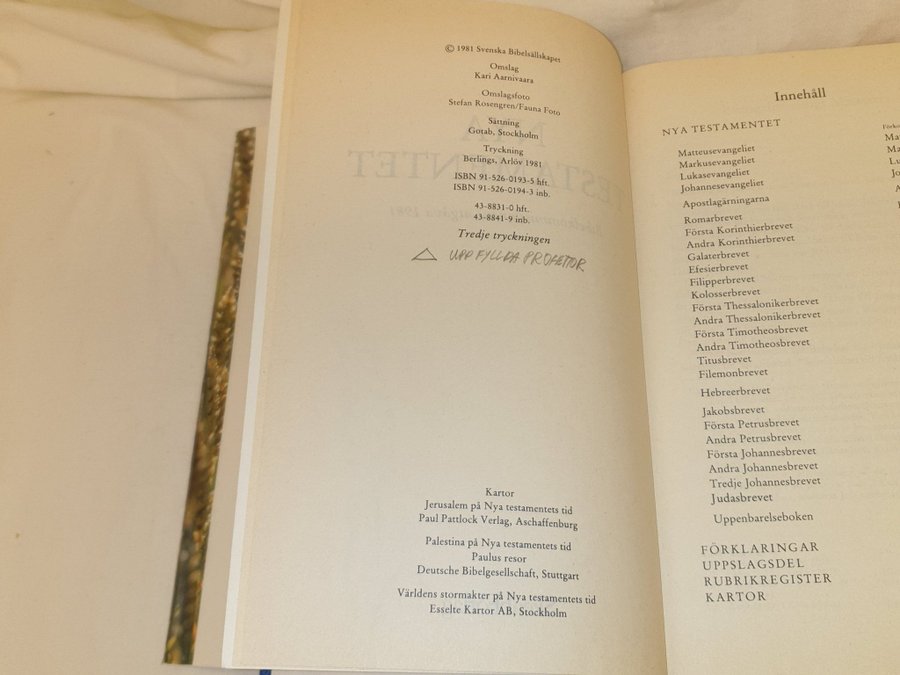 © 1981 Svenska Bibelsällskapet
Omslag
Kari Aarnivaara
Omslagsfoto
Stefan Rosengren/Fauna Foto
Sättning
Gotab, Stockholm
Tryckning
Berlings, Arlöv 1981
ISBN 91-526-0193-5 hft.
ISBN 91-526-0194-3 inb.
43-8831-0 hft.
43-8841-9 inb.
Tredje tryckningen
△ UPPFYLLDA PROFETIOR
Kartor
Jerusalem på Nya testamentets tid
Paul Pattlock Verlag, Aschaffenburg
Palestina på Nya testamentets tid
Paulus resor
Deutsche Bibelgesellschaft, Stuttgart
Världens stormakter på Nya testamentets tid
Esselte Kartor AB, Stockholm
Innehåll
NYA TESTAMENTET
Matteusevangeliet
Markusevangeliet
Lukasevangeliet
Johannesevangeliet
Apostlagärningarna
Romarbrevet
Första Korinthierbrevet
Andra Korinthierbrevet
Galaterbrevet
Efesierbrevet
Filipperbrevet
Kolosserbrevet
Första Thessalonikerbrevet
Andra Thessalonikerbrevet
Första Timotheosbrevet
Andra Timotheosbrevet
Titusbrevet
Filemonbrevet
Hebreerbrevet
Jakobsbrevet
Första Petrusbrevet
Andra Petrusbrevet
Första Johannesbrevet
Andra Johannesbrevet
Tredje Johannesbrevet
Judasbrevet
Uppenbarelseboken
FÖRKLARINGAR
UPPSLAGSDEL
RUBRIKREGISTER
KARTOR